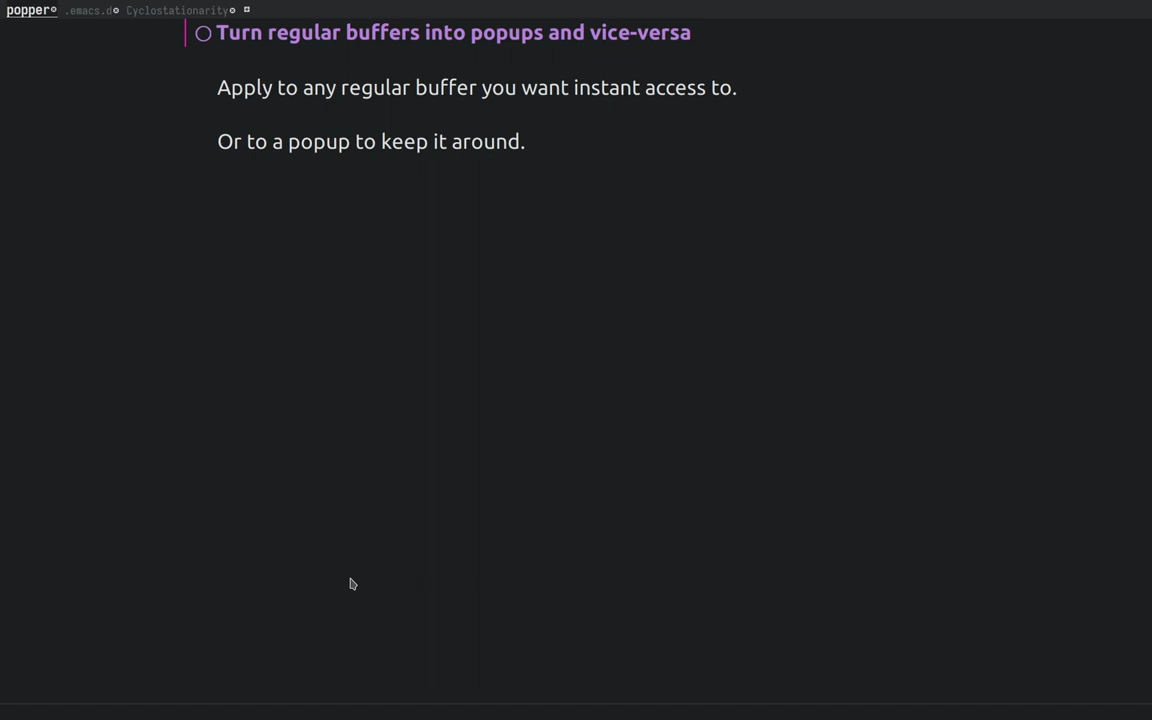 popper .emacs.d Cyclostationarity
Turn regular buffers into popups and vice-versa
Apply to any regular buffer you want instant access to.
Or to a popup to keep it around.